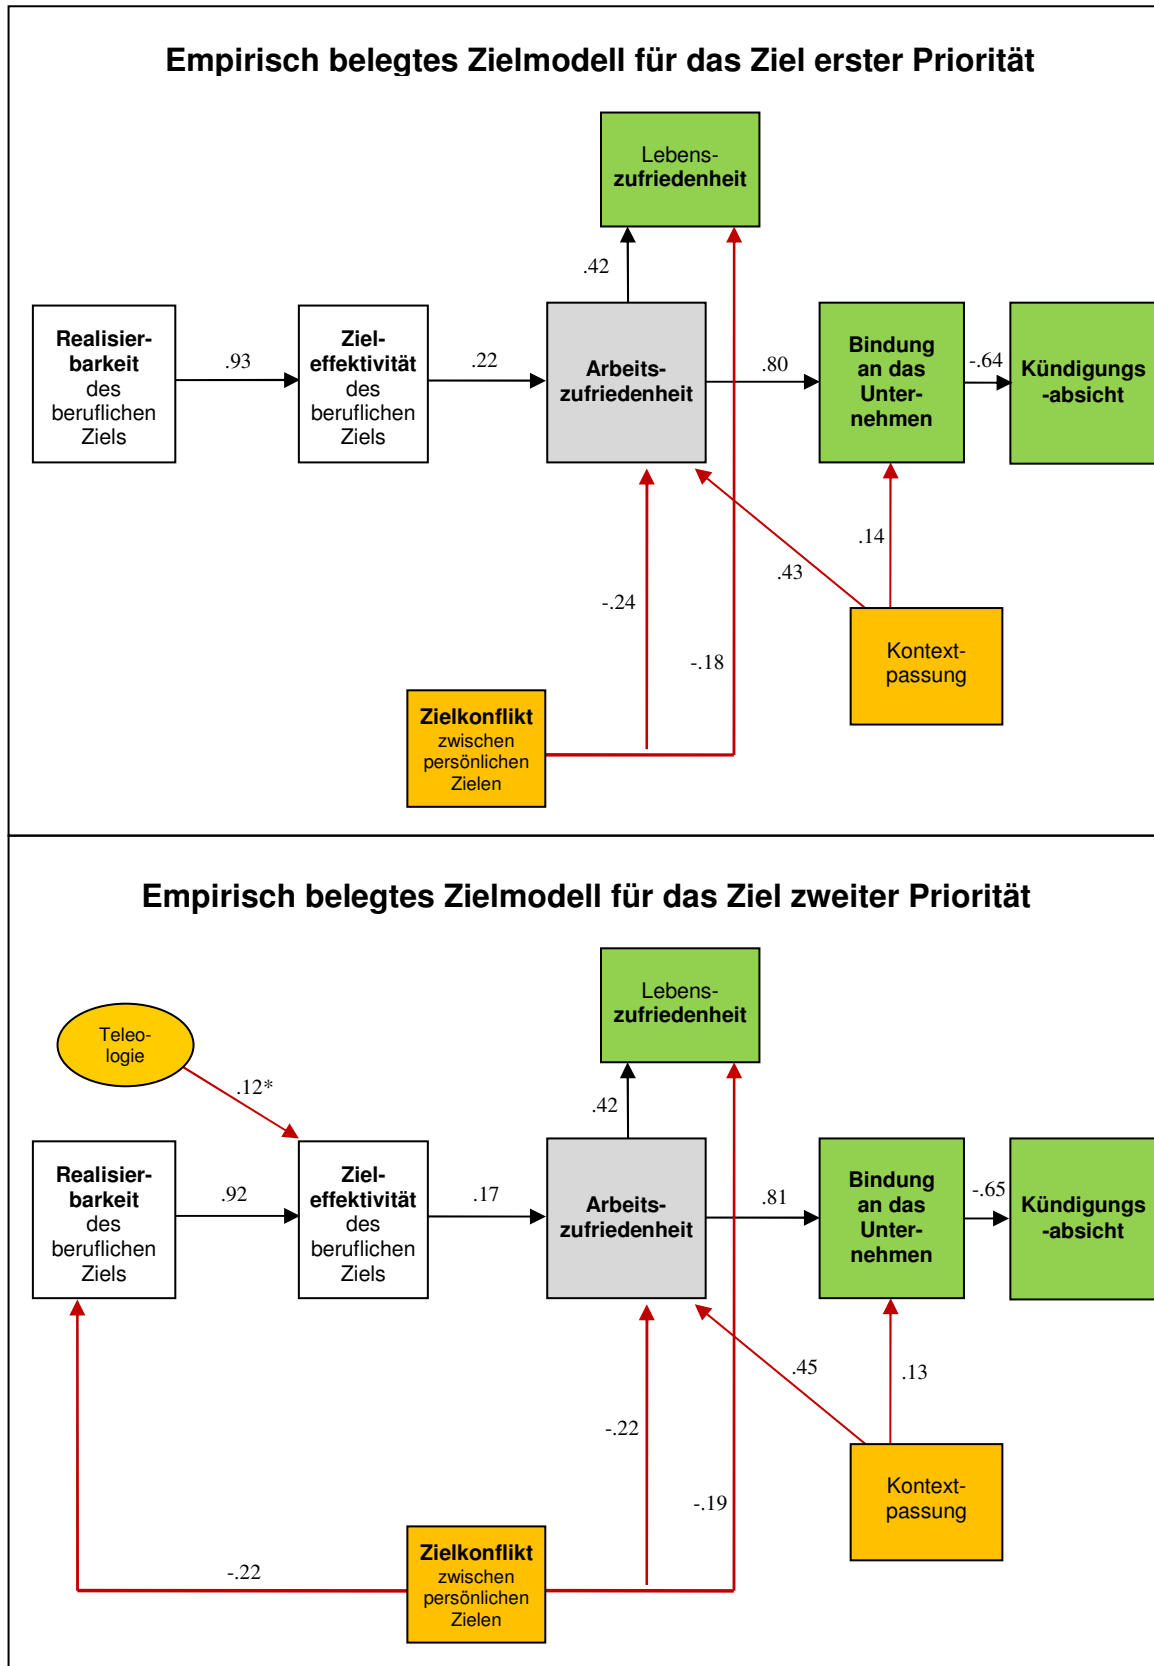 Empirisch belegtes Zielmodell für das Ziel erster Priorität
Lebens-
zufriedenheit
.42
Realisier-
barkeit
des
beruflichen
Ziels
.93
Ziel-
effektivität
des
beruflichen
Ziels
.22
Arbeits-
zufriedenheit
.80
Bindung
an das
Unter-
nehmen
-.64
Kündigungs
-absicht
.14
.43
-.24
-.18
Kontext-
passung
Zielkonflikt
zwischen
persönlichen
Zielen
Empirisch belegtes Zielmodell für das Ziel zweiter Priorität
Lebens-
zufriedenheit
Teleo-
logie
.12*
.42
Realisier-
barkeit
des
beruflichen
Ziels
.92
Ziel-
effektivität
des
beruflichen
Ziels
.17
Arbeits-
zufriedenheit
.81
Bindung
an das
Unter-
nehmen
-.65
Kündigungs
-absicht
.45
.13
-.22
-.19
Kontext-
passung
-.22
Zielkonflikt
zwischen
persönlichen
Zielen